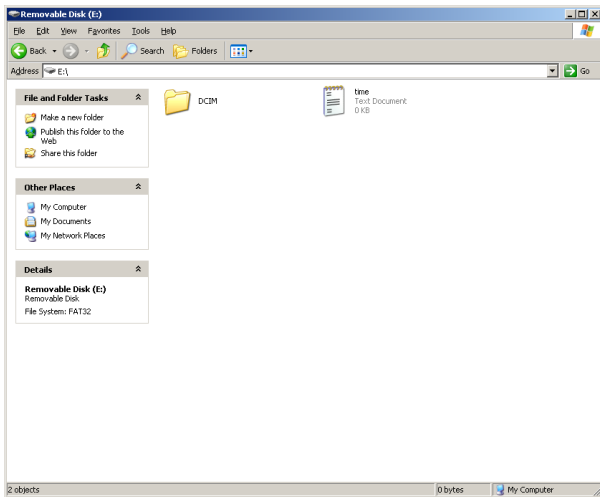 Removable Disk (E:)
File Edit View Favorites Tools Help
Back Search Folders
Address E:\ Go
File and Folder Tasks
Make a new folder
Publish this folder to the
Web
Share this folder
Other Places
My Computer
My Documents
My Network Places
Details
Removable Disk (E:)
Removable Disk
File System: FAT32
DCIM
time
Text Document
0 KB
2 objects 0 bytes My Computer